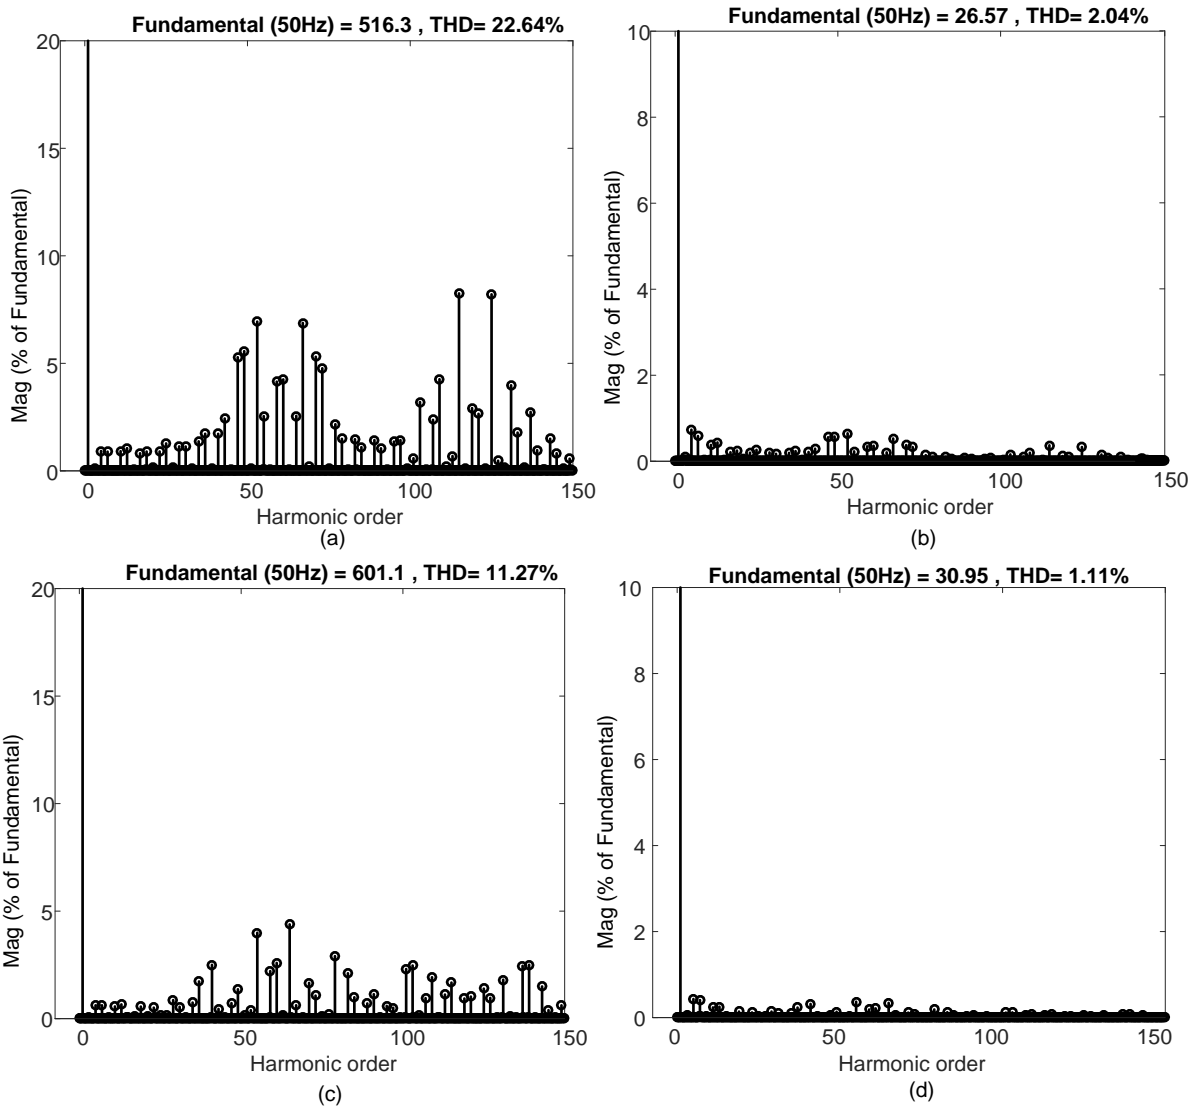 Fundamental (50Hz) = 516.3 , THD= 22.64%
20
15
10
5
0
Mag (% of Fundamental)
0 50 100 150
Harmonic order
(a)
Fundamental (50Hz) = 26.57 , THD= 2.04%
10
8
6
4
2
0
Mag (% of Fundamental)
0 50 100 150
Harmonic order
(b)
Fundamental (50Hz) = 601.1 , THD= 11.27%
20
15
10
5
0
Mag (% of Fundamental)
0 50 100 150
Harmonic order
(c)
Fundamental (50Hz) = 30.95 , THD= 1.11%
10
8
6
4
2
0
Mag (% of Fundamental)
0 50 100 150
Harmonic order
(d)